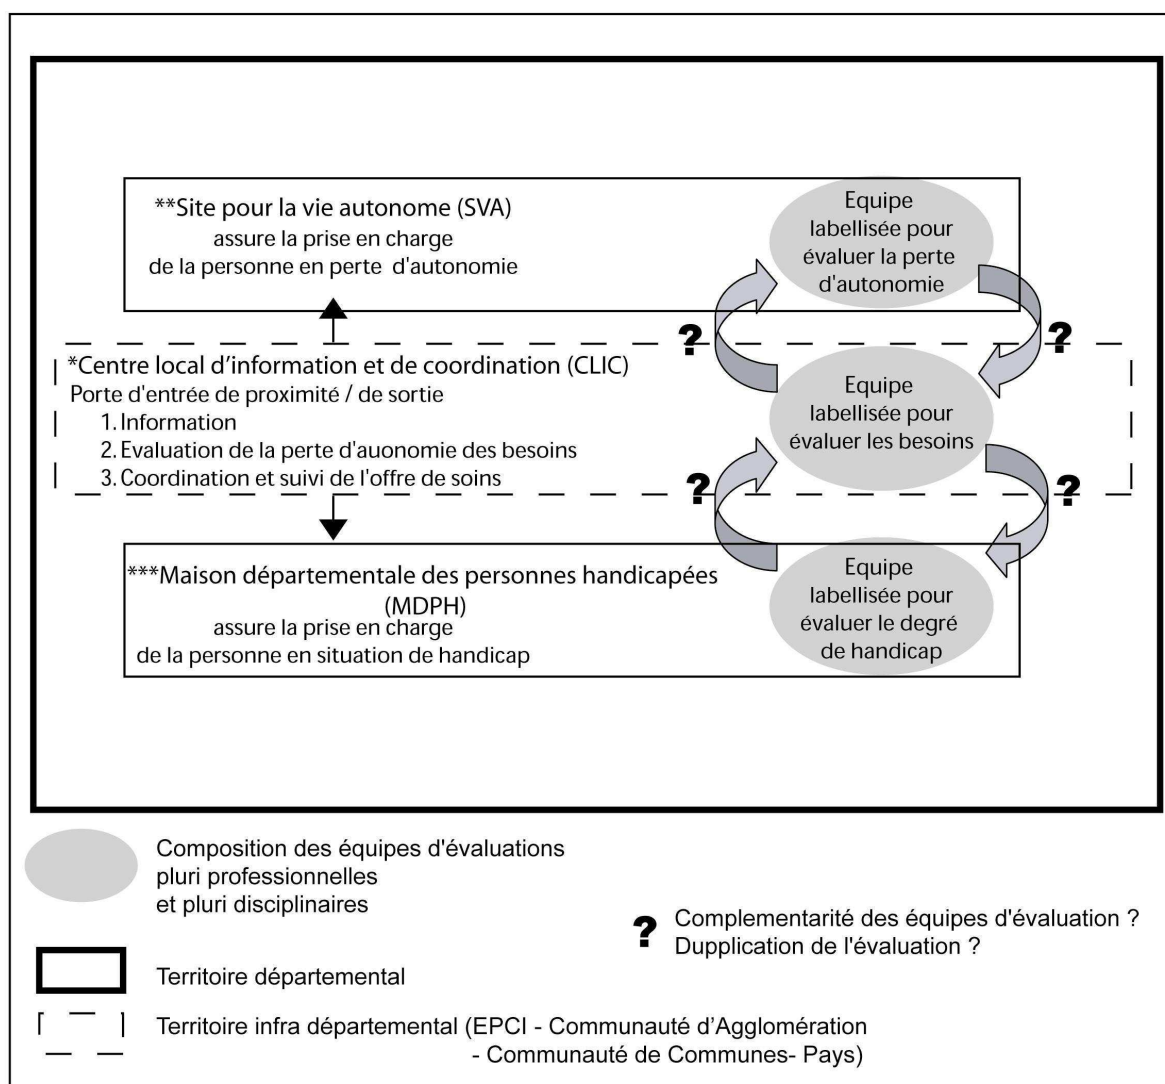 **Site pour la vie autonome (SVA)
assure la prise en charge
de la personne en perte d'autonomie
Equipe
labellisée pour
évaluer la perte
d'autonomie
?
?
*Centre local d'information et de coordination (CLIC)
Porte d'entrée de proximité / de sortie
1. Information
2. Evaluation de la perte d'auonomie des besoins
3. Coordination et suivi de l'offre de soins
Equipe
labellisée pour
évaluer les besoins
?
?
***Maison départementale des personnes handicapées
(MDPH)
assure la prise en charge
de la personne en situation de handicap
Equipe
labellisée pour
évaluer le degré
de handicap
Composition des équipes d'évaluations
pluri professionnelles
et pluri disciplinaires
? Complementarité des équipes d'évaluation ?
Dupplication de l'évaluation ?
Territoire départemental
Territoire infra départemental (EPCI - Communauté d'Agglomération
- Communauté de Communes- Pays)